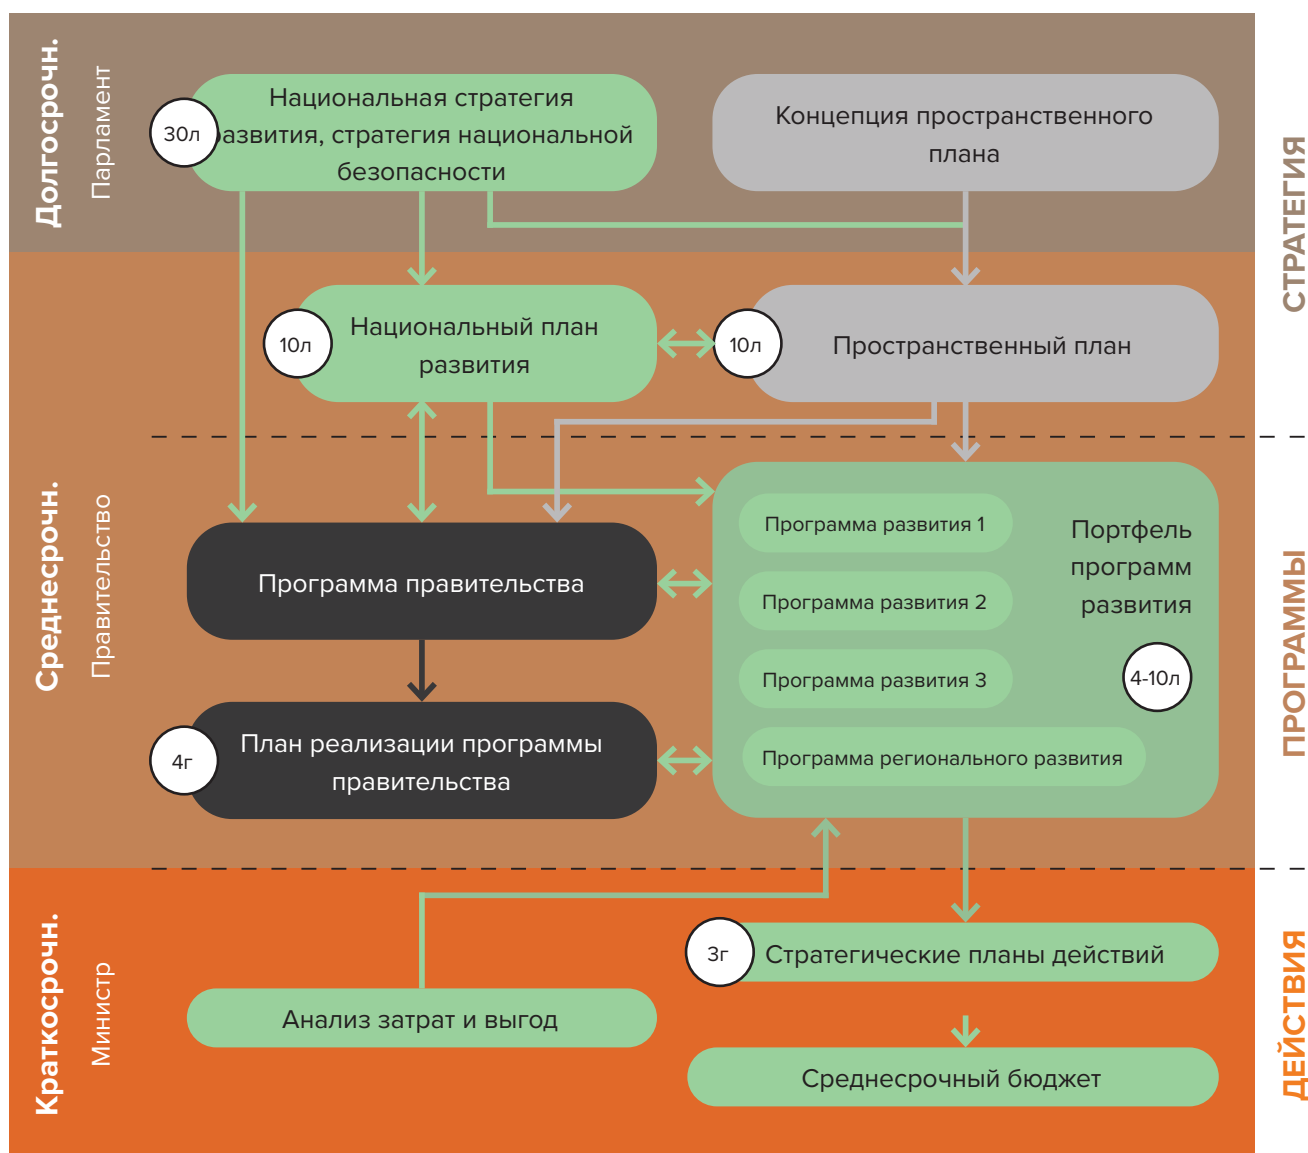 Долгосрочн.
Парламент
30л
Национальная стратегия
развития, стратегия национальной
безопасности
Концепция пространственного
плана
СТРАТЕГИЯ
10л
Национальный план
развития
10л
Пространственный план
Среднесрочн.
Правительство
Программа правительства
4г
План реализации программы
правительства
Программа развития 1
Программа развития 2
Программа развития 3
Программа регионального развития
Портфель
программ
развития
4-10л
ПРОГРАММЫ
Краткосрочн.
Министр
Анализ затрат и выгод
3г
Стратегические планы действий
Среднесрочный бюджет
ДЕЙСТВИЯ